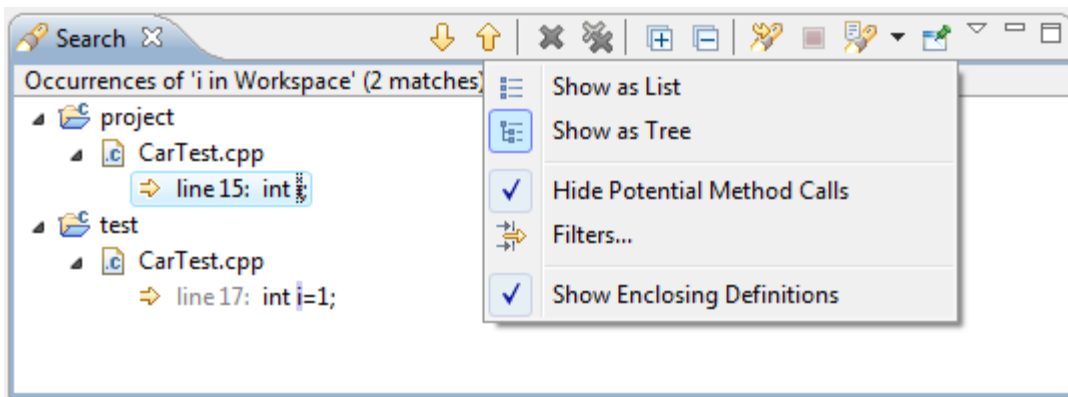 Search
Occurrences of 'i in Workspace' (2 matches)
project
CarTest.cpp
line 15: int i;
test
CarTest.cpp
line 17: int i=1;
Show as List
Show as Tree
Hide Potential Method Calls
Filters...
Show Enclosing Definitions